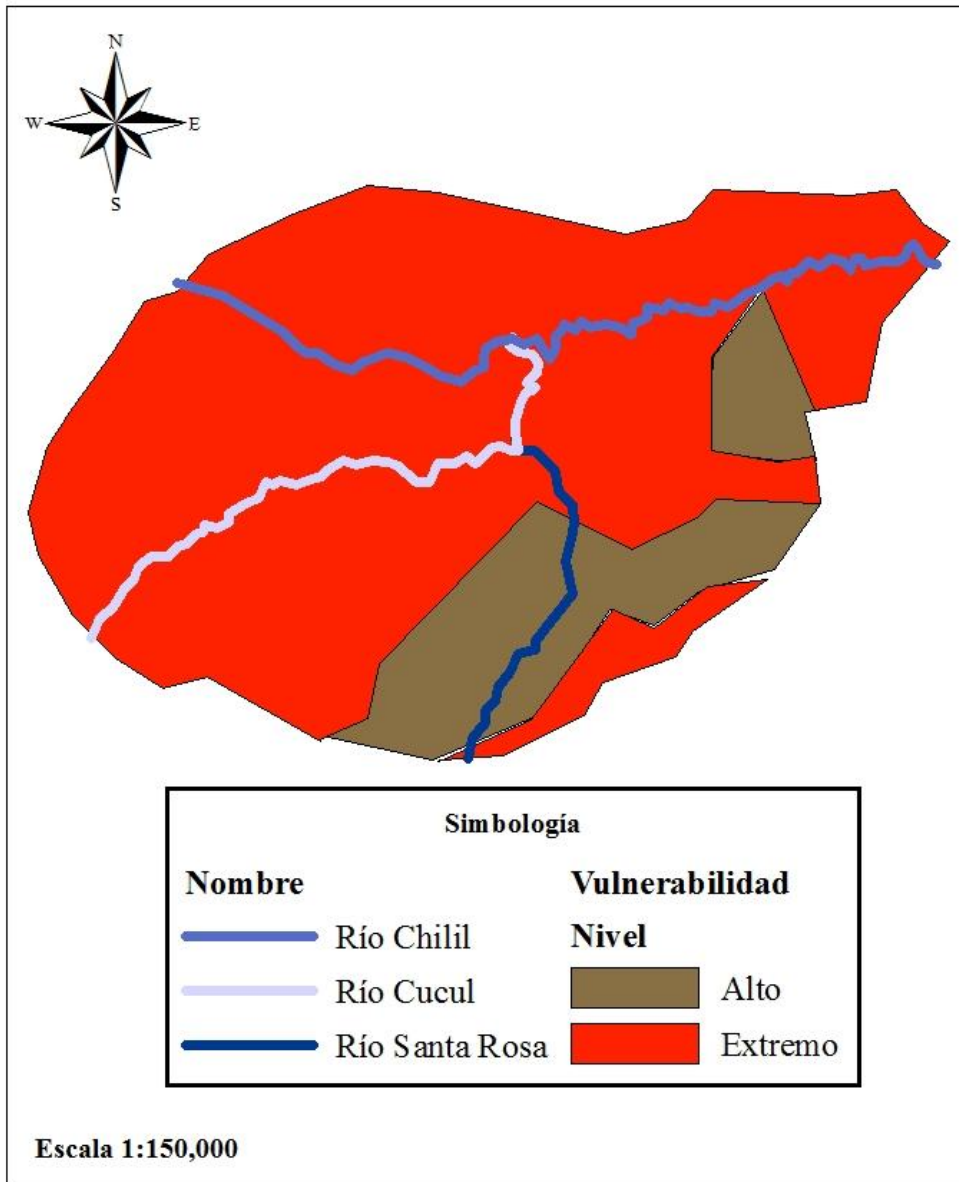 N
W E
S
Simbología
Nombre
Río Chilil
Río Cucul
Río Santa Rosa
Vulnerabilidad
Nivel
Alto
Extremo
Escala 1:150,000